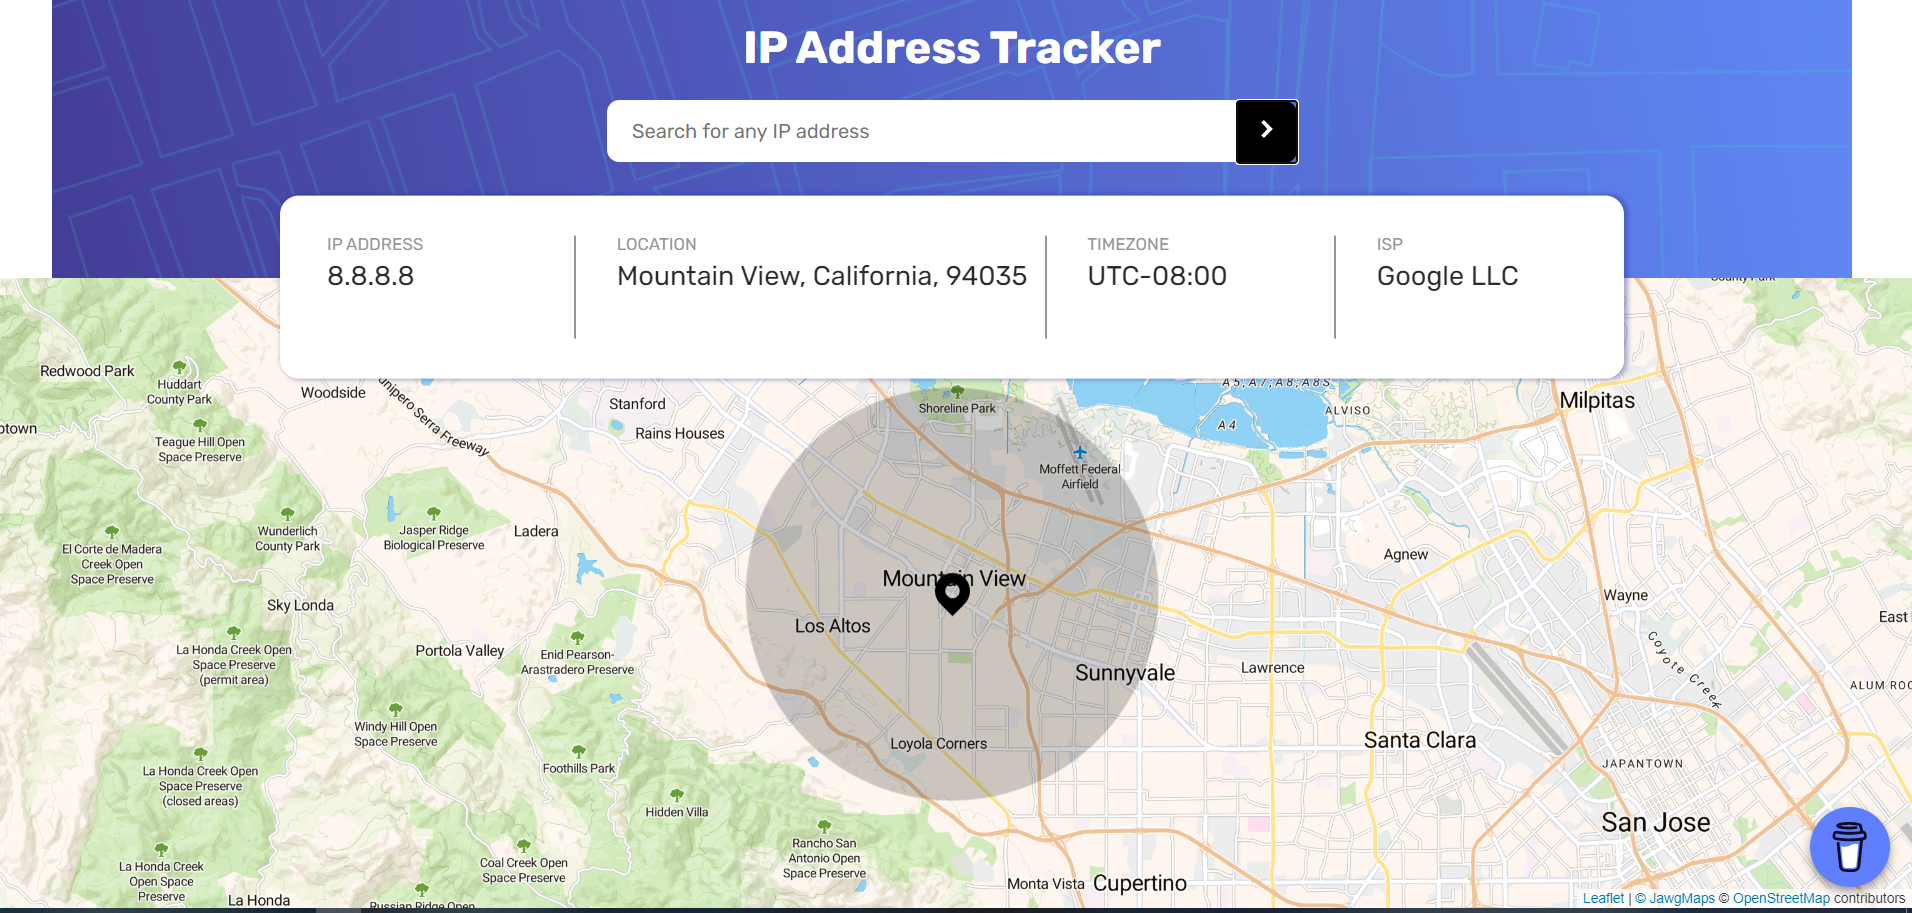 IP Address Tracker
Search for any IP address
IP ADDRESS
8.8.8.8
LOCATION
Mountain View, California, 94035
TIMEZONE
UTC-08:00
ISP
Google LLC
Redwood Park
Huddart
County Park
Woodside
Junipero Serra Freeway
Stanford
Rains Houses
Shoreline Park
A5;A7;A8;A8S
A4
ALVISO
Milpitas
Teague Hill Open
Space Preserve
Moffett Federal
Airfield
Wunderlich
County Park
Jasper Ridge
Biological Preserve
Ladera
El Corte de Madera
Creek Open
Space Preserve
Agnew
Mountain View
Sky Londa
Los Altos
Wayne
East
La Honda Creek Open
Space Preserve
(permit area)
Portola Valley
Enid Pearson-
Arastradero Preserve
Sunnyvale
Lawrence
Coyote Creek
ALUM ROC
Windy Hill Open
Space Preserve
Loyola Corners
Santa Clara
La Honda Creek Open
Space Preserve
(closed areas)
Foothills Park
JAPANTOWN
Hidden Villa
San Jose
Rancho San
Antonio Open
Space Preserve
La Honda Creek
Open Space
Preserve
Coal Creek Open
Space Preserve
Monta Vista
Cupertino
La Honda
Russian Ridge Open
Leaflet | © JawgMaps © OpenStreetMap contributors